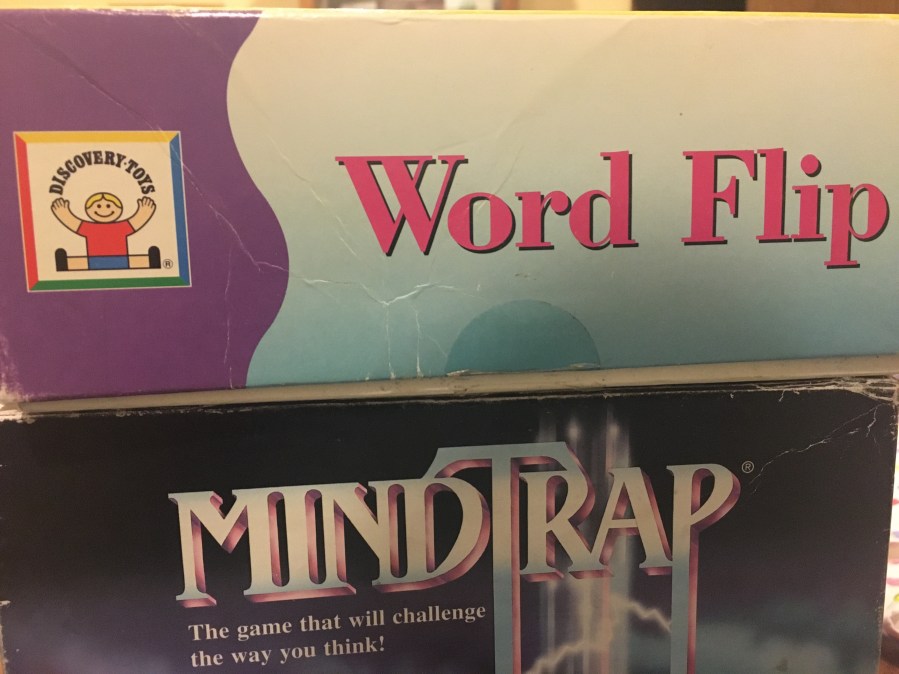 DISCOVERY·TOYS
®
Word Flip
MINDTRAP®
The game that will challenge
the way you think!